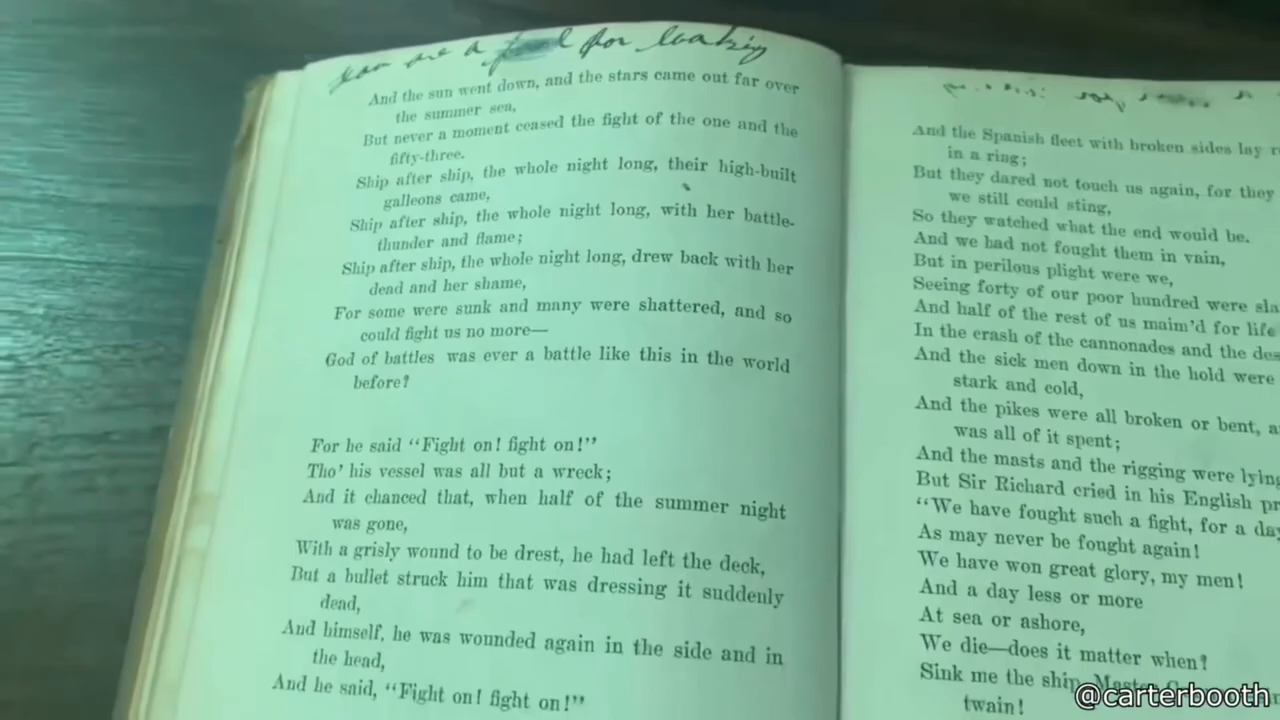 you are a fool for looking
And the sun went down, and the stars came out far over
the summer sea,
But never a moment ceased the fight of the one and the
fifty-three.
Ship after ship, the whole night long, their high-built
galleons came,
Ship after ship, the whole night long, with her battle-
thunder and flame;
Ship after ship, the whole night long, drew back with her
dead and her shame,
For some were sunk and many were shattered, and so
could fight us no more—
God of battles was ever a battle like this in the world
before?
For he said “Fight on! fight on!”
Tho’ his vessel was all but a wreck;
And it chanced that, when half of the summer night
was gone,
With a grisly wound to be drest, he had left the deck,
But a bullet struck him that was dressing it suddenly
dead,
And himself, he was wounded again in the side and in
the head,
And he said, “Fight on! fight on!”
And the Spanish fleet with broken sides lay
in a ring;
But they dared not touch us again, for they
we still could sting,
So they watched what the end would be.
And we had not fought them in vain,
But in perilous plight were we,
Seeing forty of our poor hundred were
And half of the rest of us maim’d for life
In the crash of the cannonades and the
And the sick men down in the hold were
stark and cold,
And the pikes were all broken or bent,
was all of it spent;
And the masts and the rigging were lying
But Sir Richard cried in his English
“We have fought such a fight, for a day
As may never be fought again!
We have won great glory, my men!
And a day less or more
At sea or ashore,
We die—does it matter when?
Sink me the ship,
twain!
@carterbooth